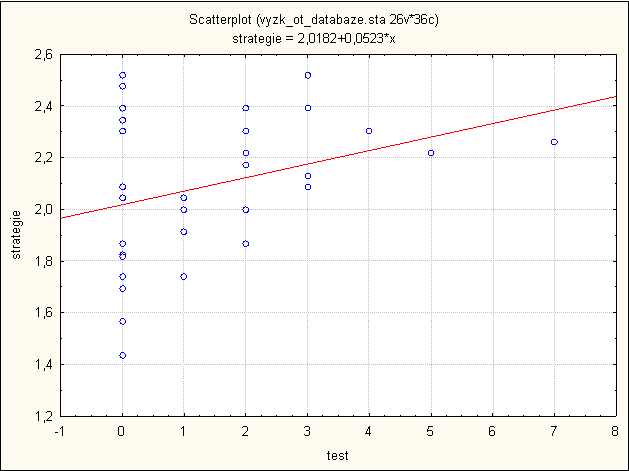 Scatterplot (vyzk_ot_databaze.sta 26v*36c)
strategie = 2,0182+0,0523*x
2,6
2,4
2,2
2,0
1,8
1,6
1,4
1,2
strategie
-1 0 1 2 3 4 5 6 7 8
test